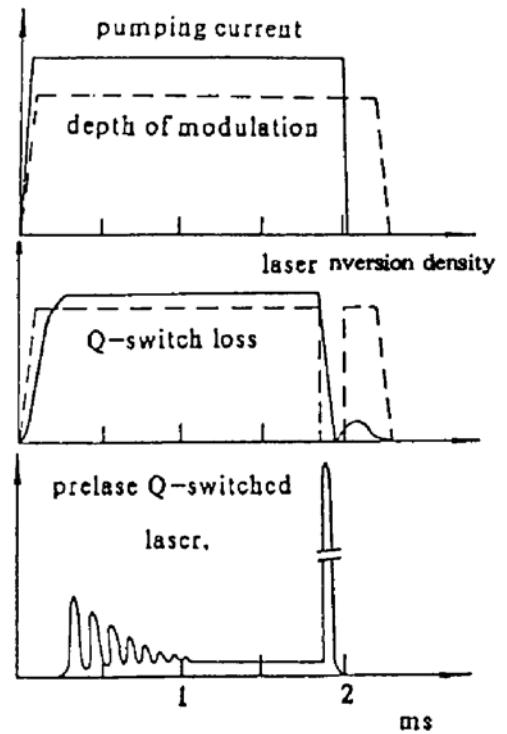 pumping current
depth of modulation
laser nversion density
Q-switch loss
prelase Q-switched
laser,
1
2
ms